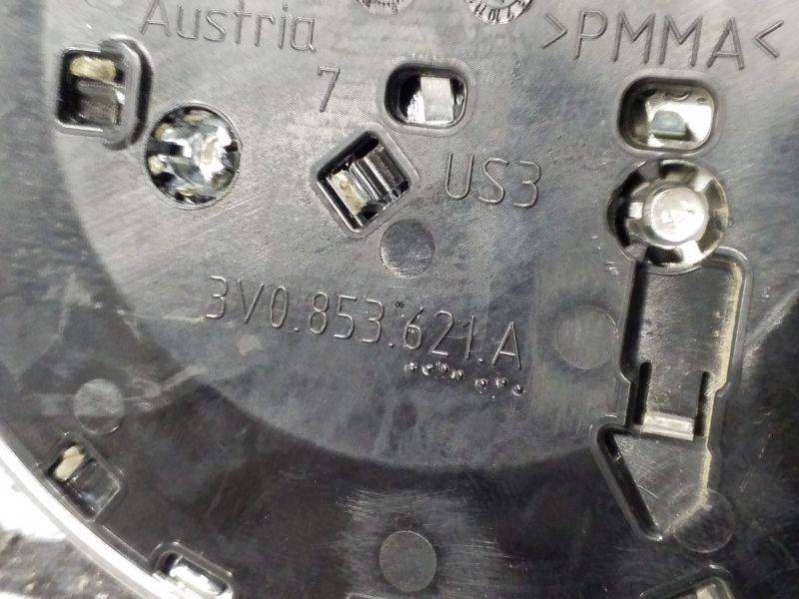 Austria
>PMMA<
7
US3
3V0.853.621.A